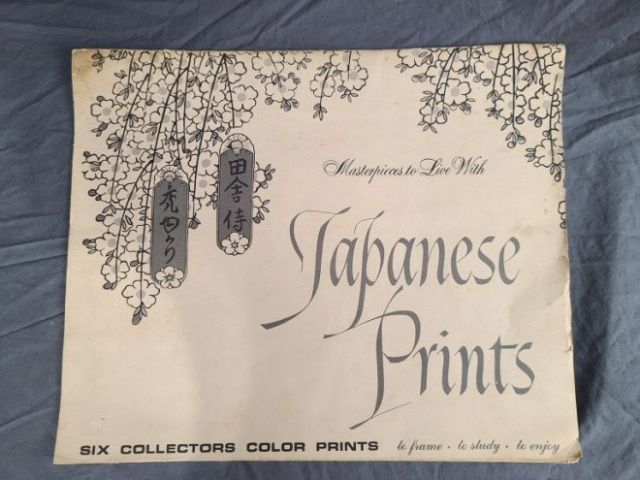 田舎侍
Masterpieces to Live With
Japanese
Prints
SIX COLLECTORS COLOR PRINTS to frame · to study · to enjoy